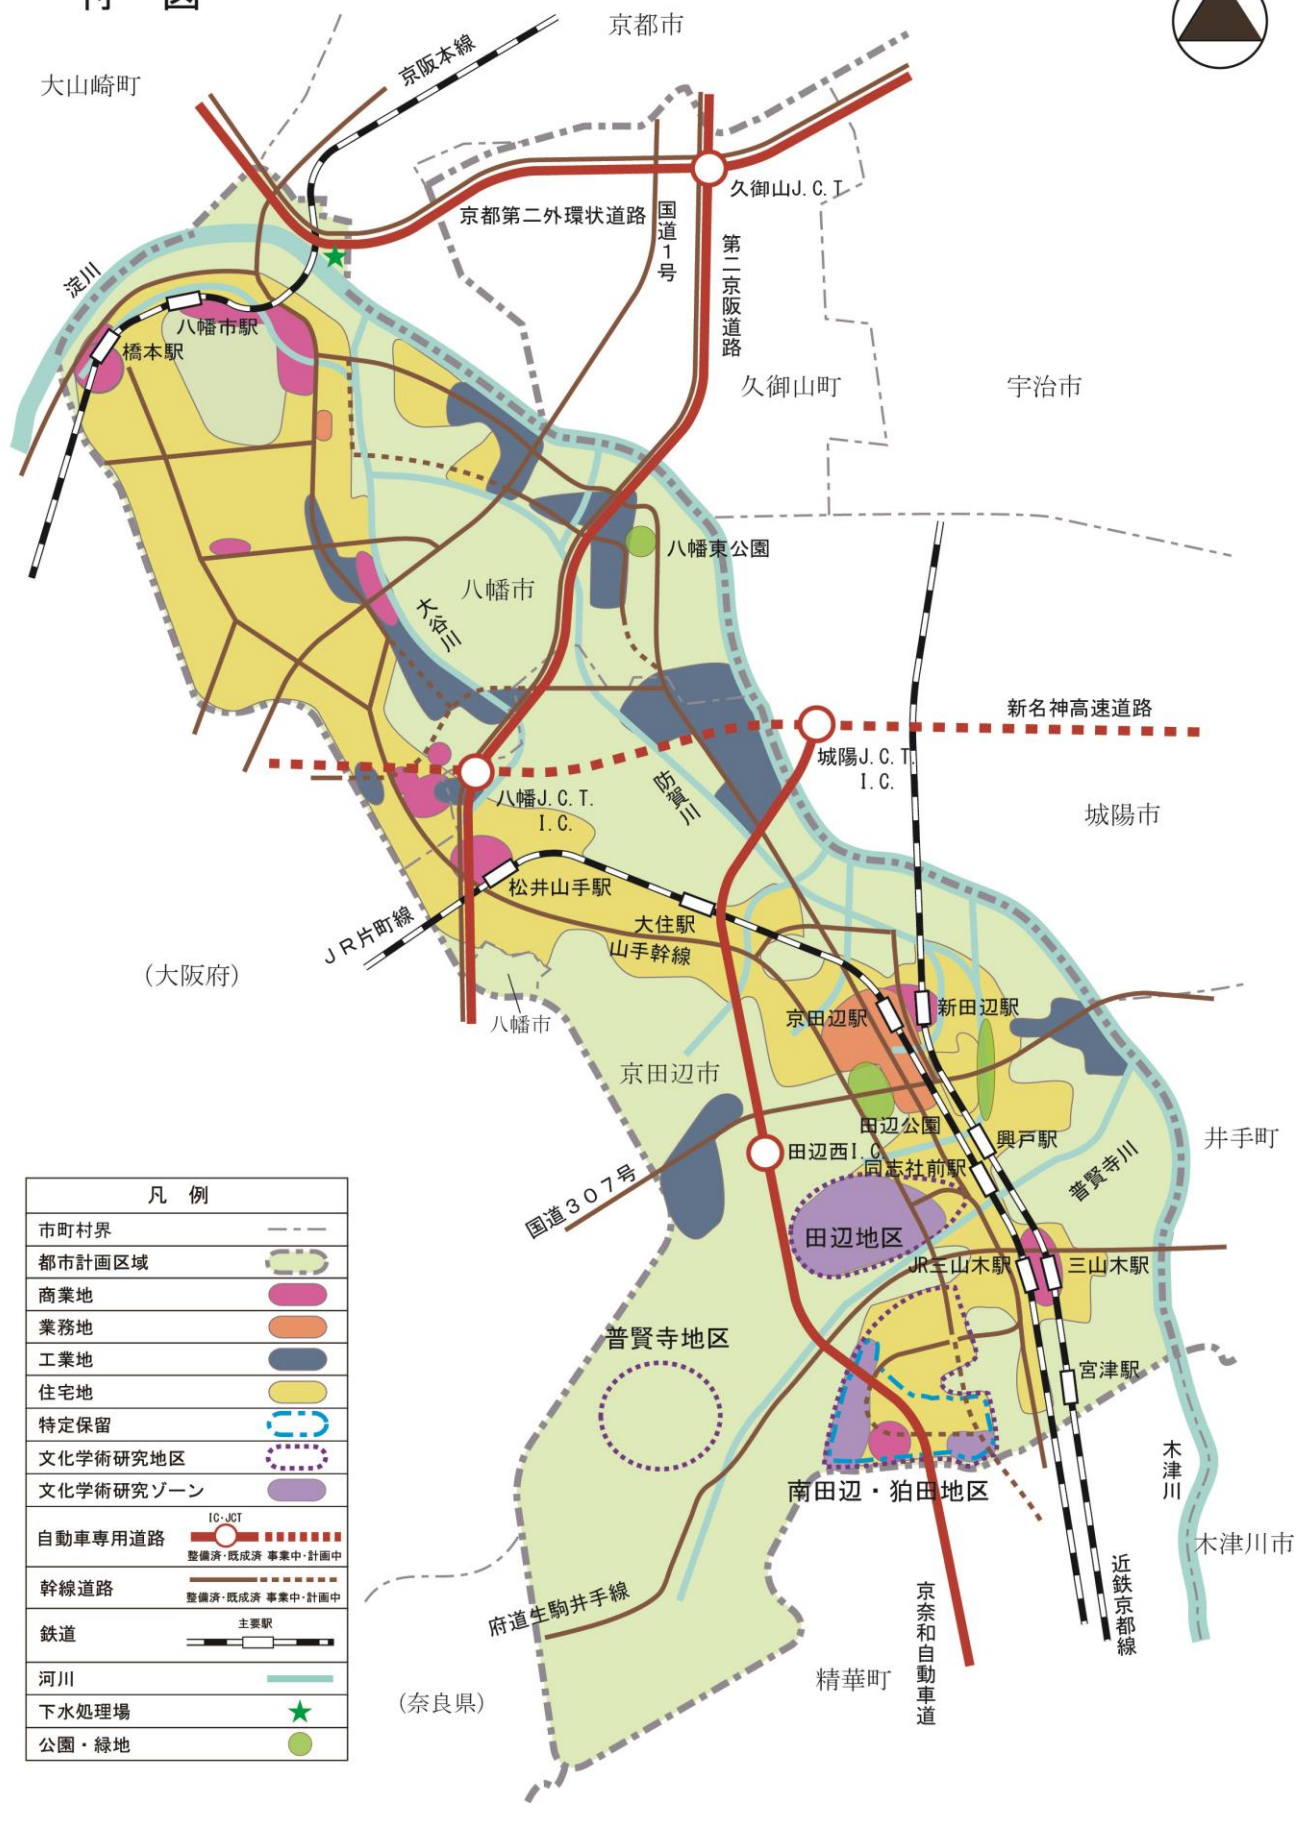 付 図
京都市
大山崎町
京阪本線
久御山J.C.T
京都第二外環状道路
国道1号
第二京阪道路
淀川
八幡市駅
橋本駅
久御山町
宇治市
八幡東公園
八幡市
大谷川
新名神高速道路
城陽J.C.T.
I.C.
防賀川
八幡J.C.T.
I.C.
城陽市
松井山手駅
大住駅
JR片町線
山手幹線
(大阪府)
八幡市
京田辺駅
新田辺駅
京田辺市
田辺公園
興戸駅
井手町
田辺西I.C.
同志社前駅
普賢寺川
国道307号
田辺地区
JR三山木駅
三山木駅
普賢寺地区
宮津駅
木津川
南田辺・狛田地区
木津川市
近鉄京都線
京奈和自動車道
府道生駒井手線
精華町
(奈良県)
凡 例
市町村界
都市計画区域
商業地
業務地
工業地
住宅地
特定保留
文化学術研究地区
文化学術研究ゾーン
IC・JCT
自動車専用道路
整備済・既成済 事業中・計画中
幹線道路
整備済・既成済 事業中・計画中
主要駅
鉄道
河川
下水処理場
公園・緑地